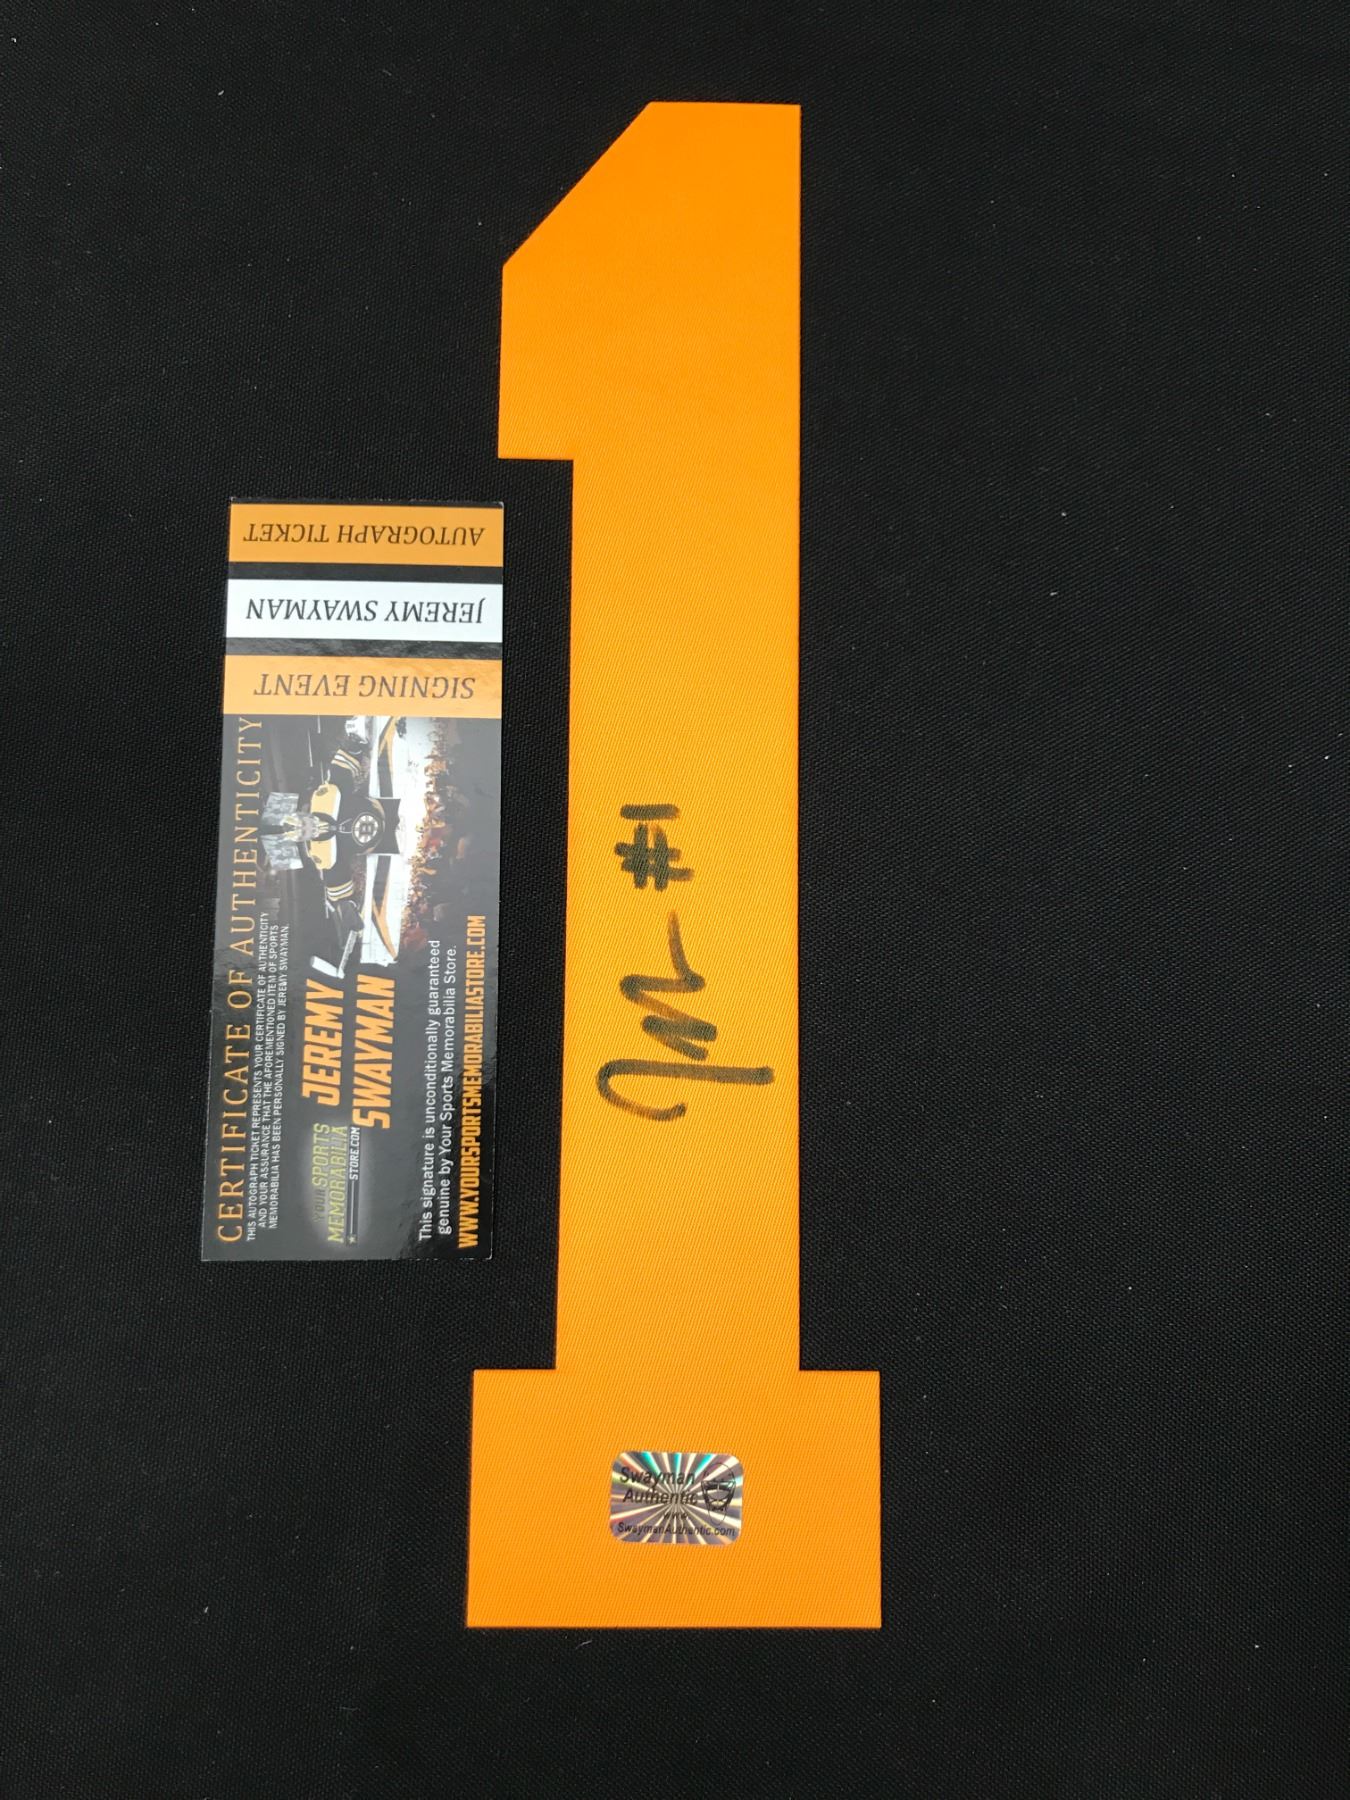 AUTOGRAPH TICKET
JEREMY SWAYMAN
SIGNING EVENT
CERTIFICATE OF AUTHENTICITY
THIS AUTOGRAPH TICKET REPRESENTS YOUR CERTIFICATE OF AUTHENTICITY
AND YOUR ASSURANCE THAT THE AFOREMENTIONED ITEM OF SPORTS
MEMORABILIA HAS BEEN PERSONALLY SIGNED BY JEREMY SWAYMAN.
JEREMY
SWAYMAN
YOUR SPORTS
MEMORABILIA
STORE.COM
This signature is unconditionally guaranteed
genuine by Your Sports Memorabilia Store.
WWW.YOURSPORTSMEMORABILIASTORE.COM
B
1
#1
Swayman
Authentic
www
SwaymanAuthentic.com